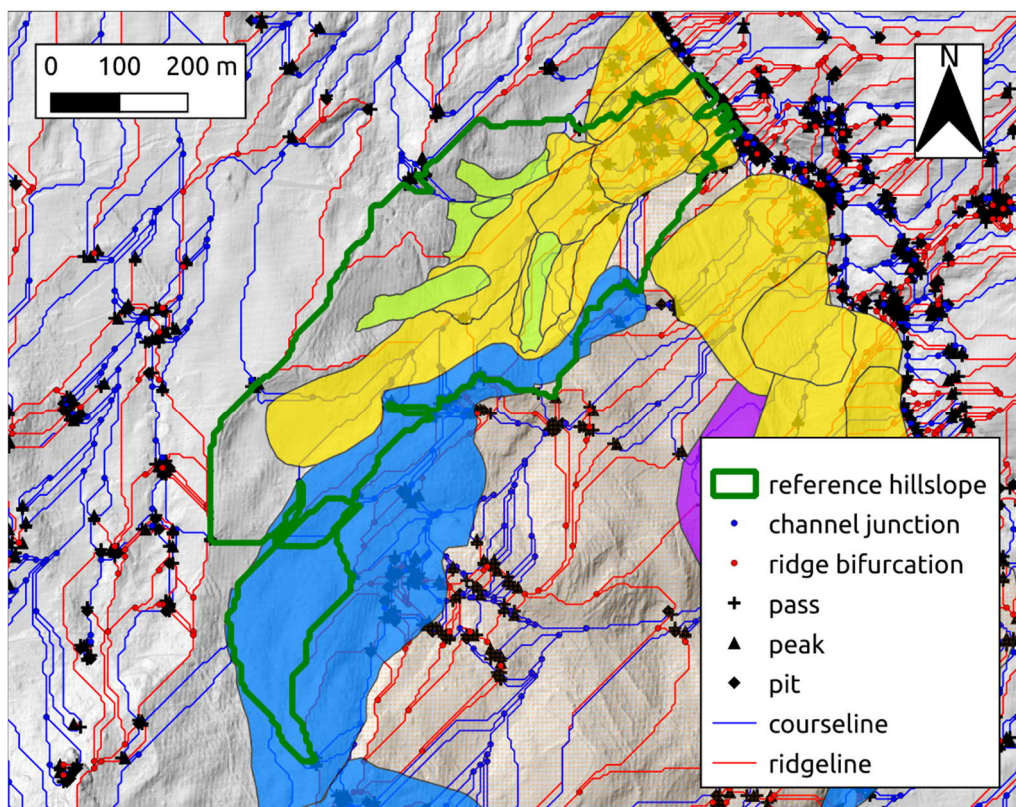 0 100 200 m
N
reference hillslope
channel junction
ridge bifurcation
pass
peak
pit
courseline
ridgeline